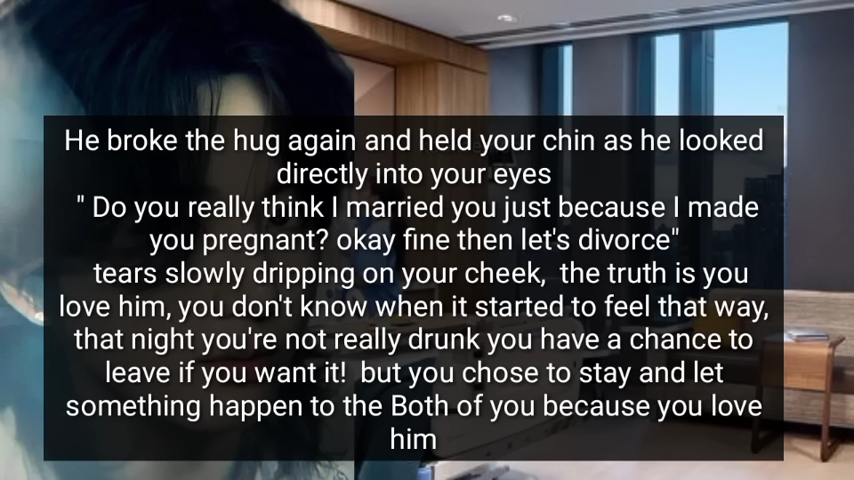 He broke the hug again and held your chin as he looked
directly into your eyes
" Do you really think I married you just because I made
you pregnant? okay fine then let's divorce"
tears slowly dripping on your cheek,  the truth is you
love him, you don't know when it started to feel that way,
that night you're not really drunk you have a chance to
leave if you want it!  but you chose to stay and let
something happen to the Both of you because you love
him